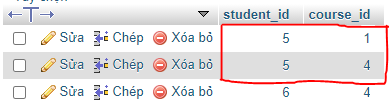 student_id course_id
Sửa Chép Xóa bỏ 5 1
Sửa Chép Xóa bỏ 5 4
Sửa Chép Xóa bỏ 6 4